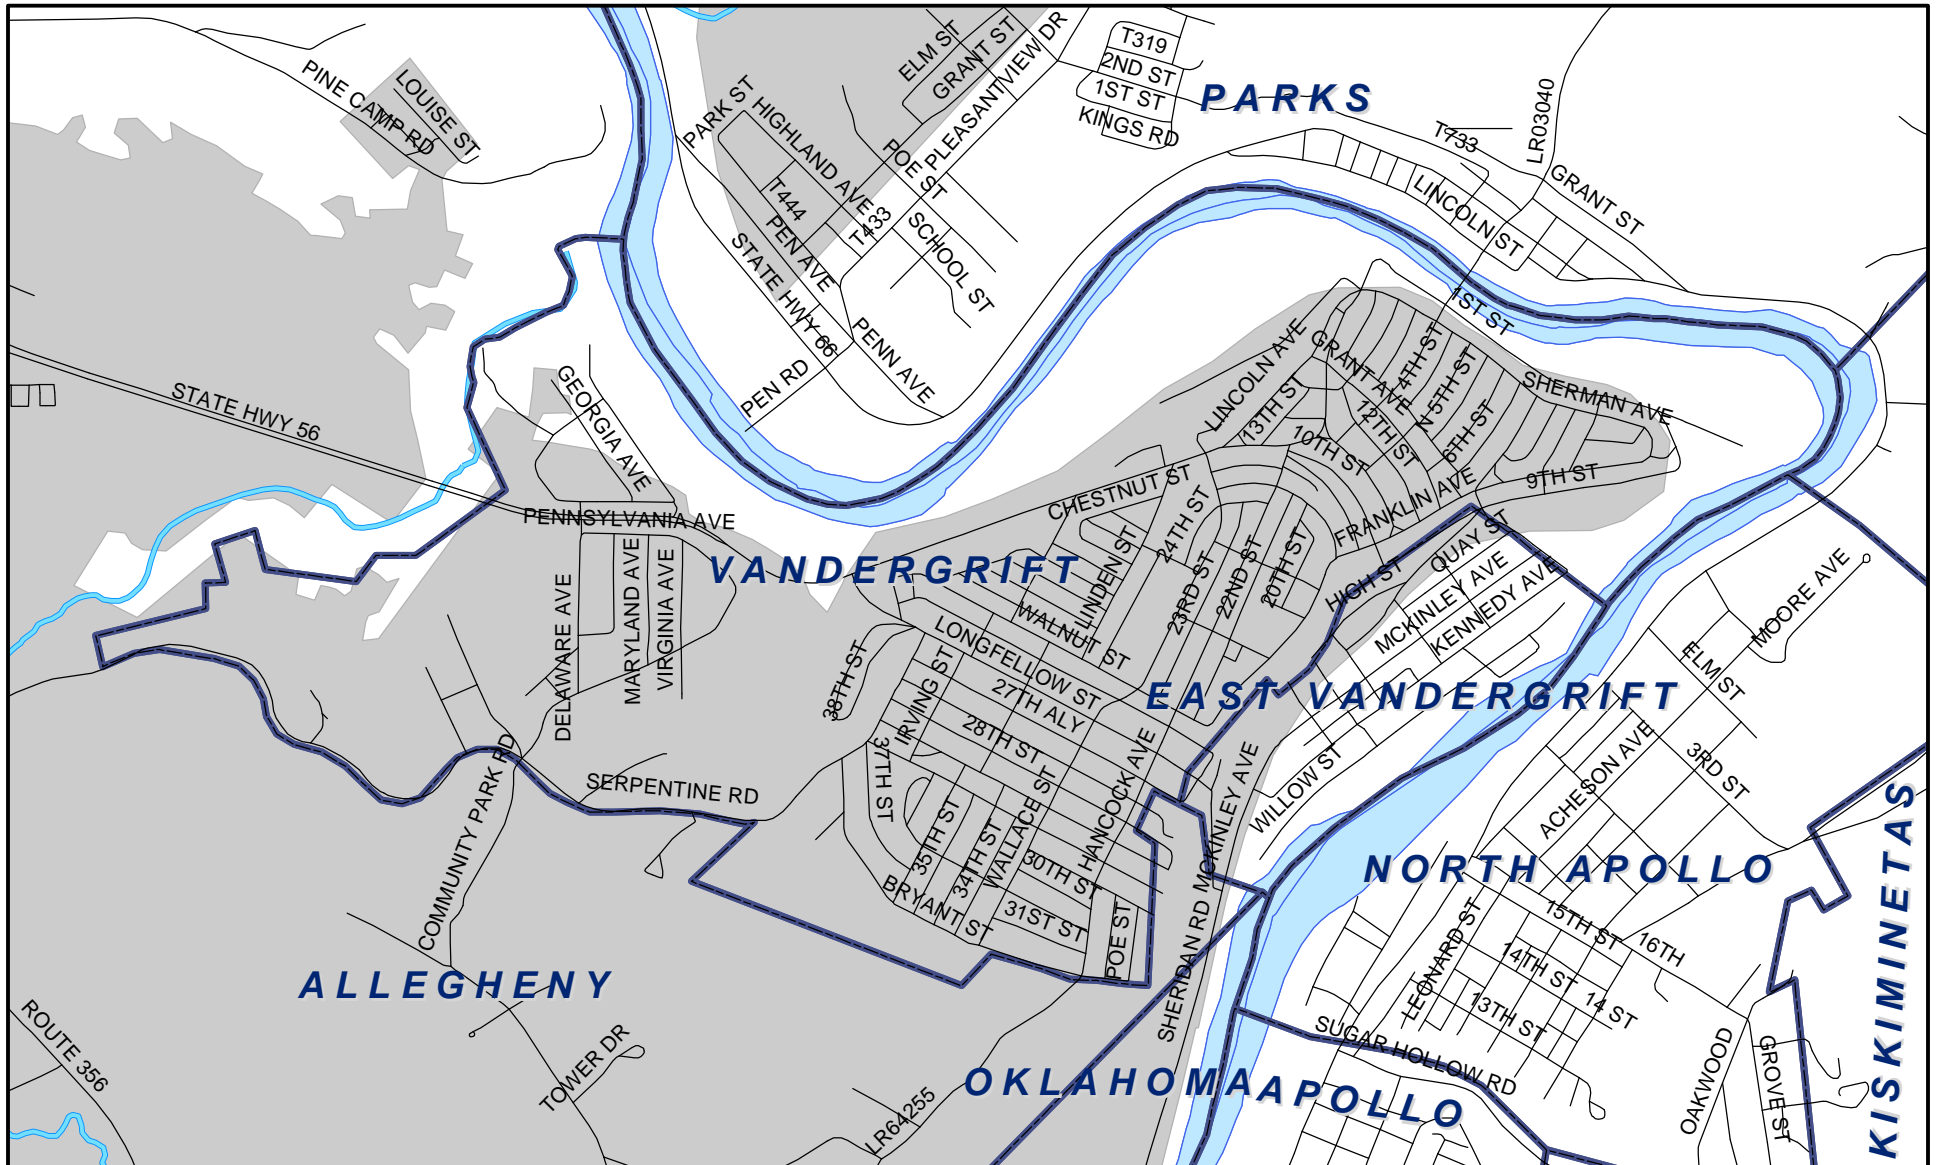 PINE CAMP RD
LOUISE ST
ELM ST
GRANT ST
PLEASANTVIEW DR
T319
2ND ST
1ST ST
KINGS RD
PARKS
LR03040
T733
GRANT ST
LINCOLN ST
PARK ST
HIGHLAND AVE
POE ST
T444
T433
SCHOOL ST
PEN AVE
STATE HWY 66
PENN AVE
PEN RD
STATE HWY 56
GEORGIA AVE
PENNSYLVANIA AVE
LINCOLN AVE
13TH ST
GRANT AVE
4TH ST
N 5TH ST
6TH ST
1ST ST
SHERMAN AVE
12TH ST
10TH ST
9TH ST
FRANKLIN AVE
CHESTNUT ST
24TH ST
LINDEN ST
23RD ST
22ND ST
20TH ST
VANDERGRIFT
DELAWARE AVE
MARYLAND AVE
VIRGINIA AVE
WALNUT ST
HIGH ST
QUAY ST
MCKINLEY AVE
KENNEDY AVE
MOORE AVE
LONGFELLOW ST
38TH ST
IRVING ST
27TH ALY
28TH ST
EAST VANDERGRIFT
ELM ST
3RD ST
ACHESON AVE
WILLOW ST
37TH ST
SERPENTINE RD
COMMUNITY PARK RD
HANCOCK AVE
WALLACE ST
35TH ST
34TH ST
30TH ST
31ST ST
BRYANT ST
POE ST
SHERIDAN RD
MCKINLEY AVE
NORTH APOLLO
KISKIMINETAS
15TH ST
16TH
LEONARD ST
14TH ST
14 ST
13TH ST
SUGAR HOLLOW RD
OAKWOOD
GROVE ST
ALLEGHENY
ROUTE 356
TOWER DR
LR64255
OKLAHOMA
APOLLO